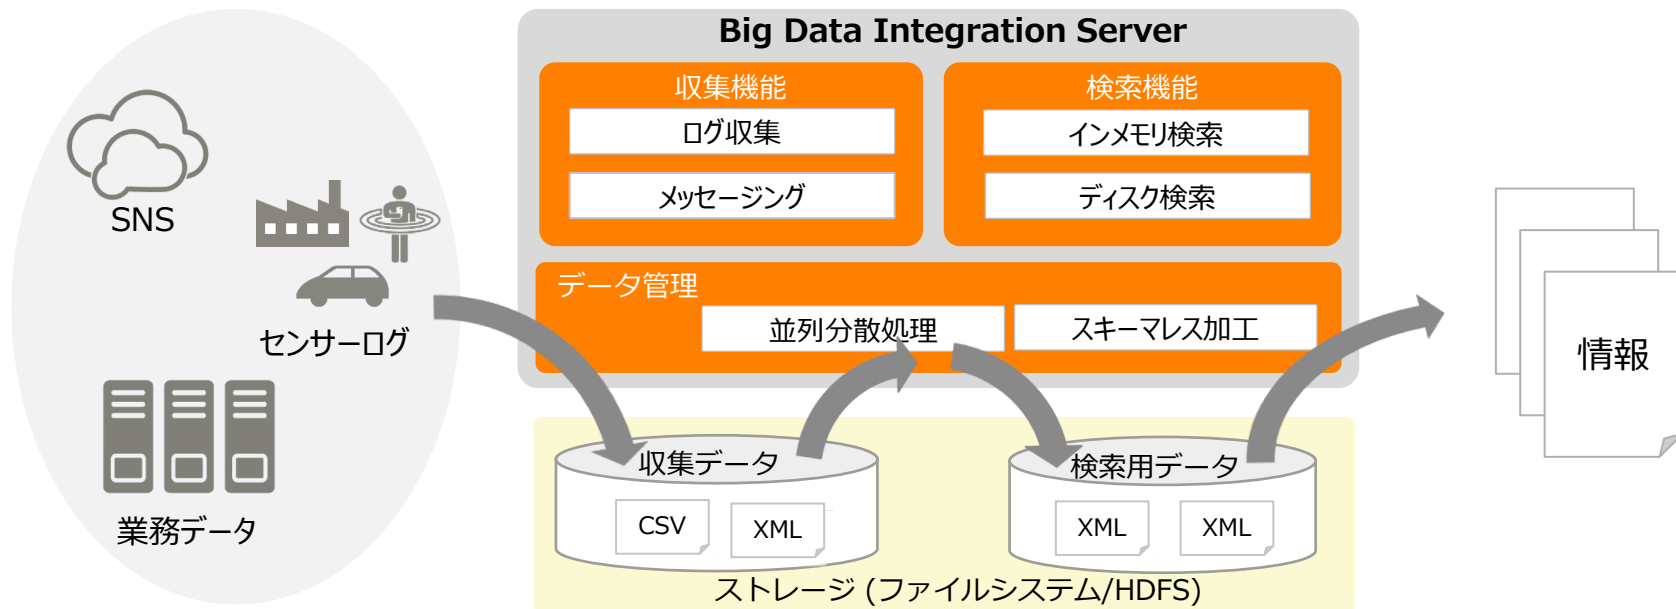 Big Data Integration Server
収集機能
ログ収集
メッセージング
検索機能
インメモリ検索
ディスク検索
データ管理
並列分散処理
スキーマレス加工
SNS
センサーログ
業務データ
収集データ
CSV
XML
検索用データ
XML
XML
ストレージ (ファイルシステム/HDFS)
情報